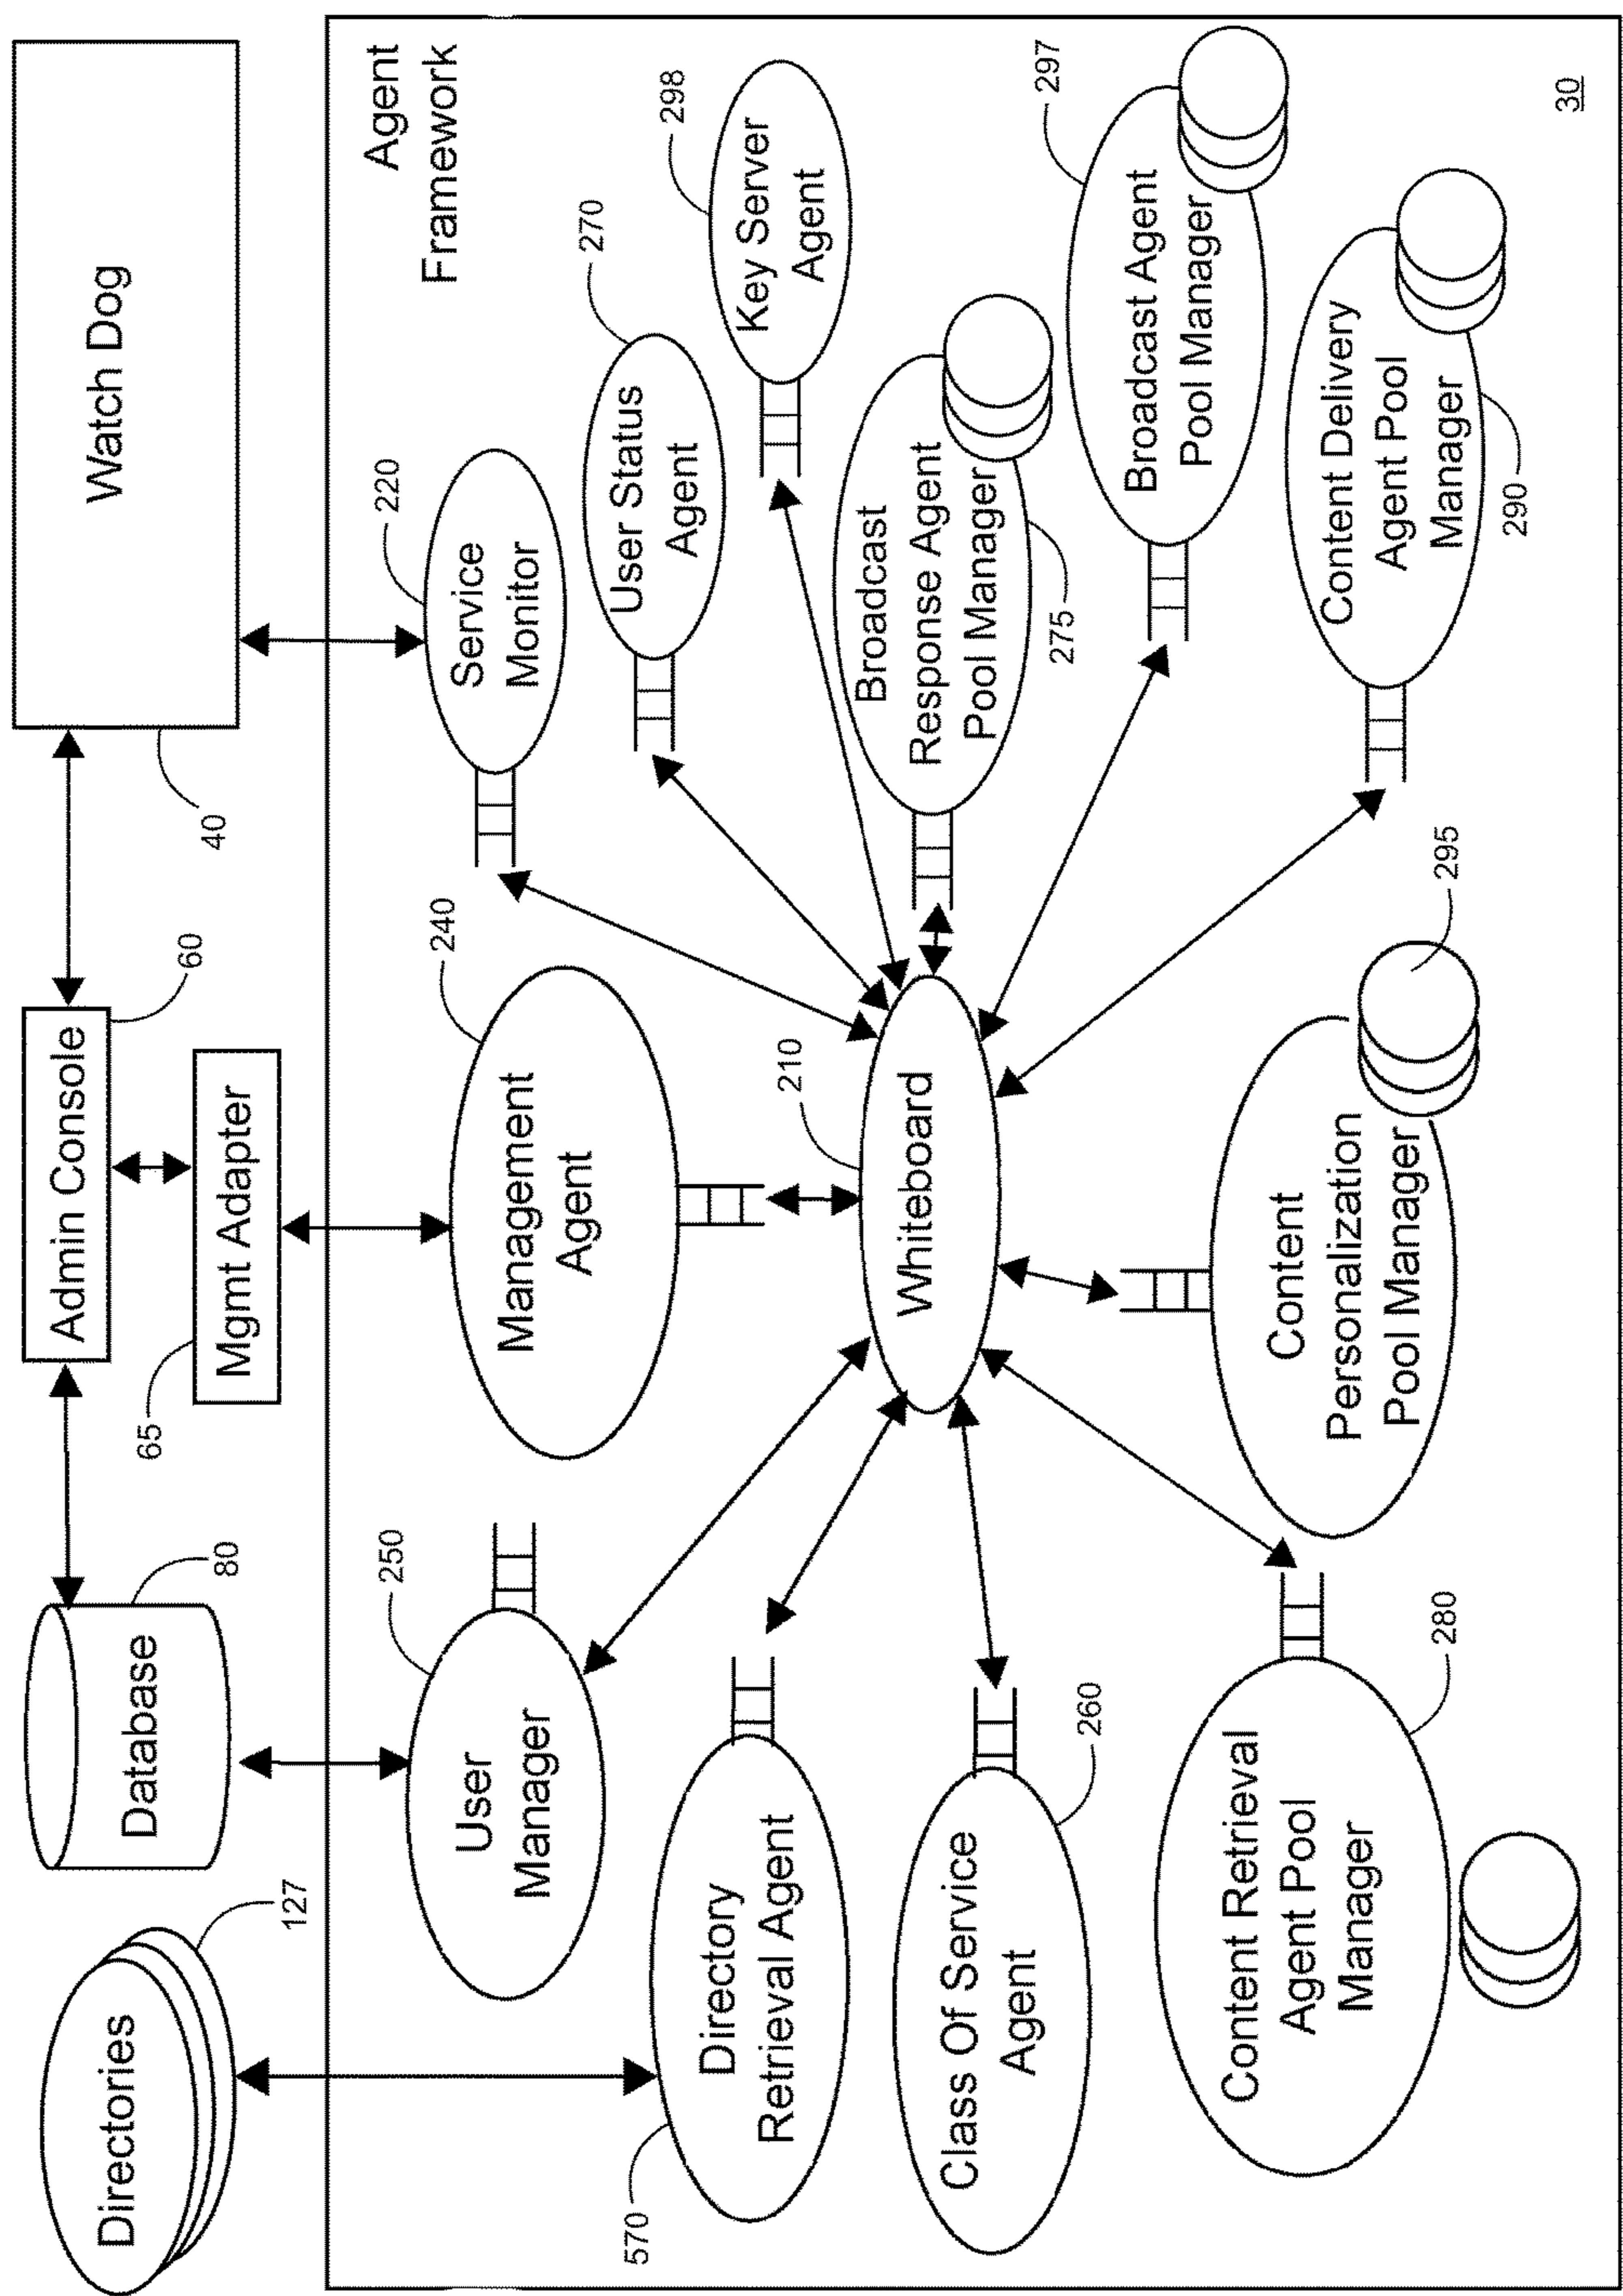 Directories
127
Database
80
Admin Console
60
Mgmt Adapter
65
Watch Dog
40
Agent
Framework
User
Manager
250
Management
Agent
240
Service
Monitor
220
User Status
Agent
270
Key Server
Agent
298
Directory
Retrieval Agent
570
Whiteboard
210
Broadcast
Response Agent
Pool Manager
275
Class Of Service
Agent
260
Broadcast Agent
Pool Manager
297
Content Retrieval
Agent Pool
Manager
280
Content
Personalization
Pool Manager
295
Content Delivery
Agent Pool
Manager
290
30